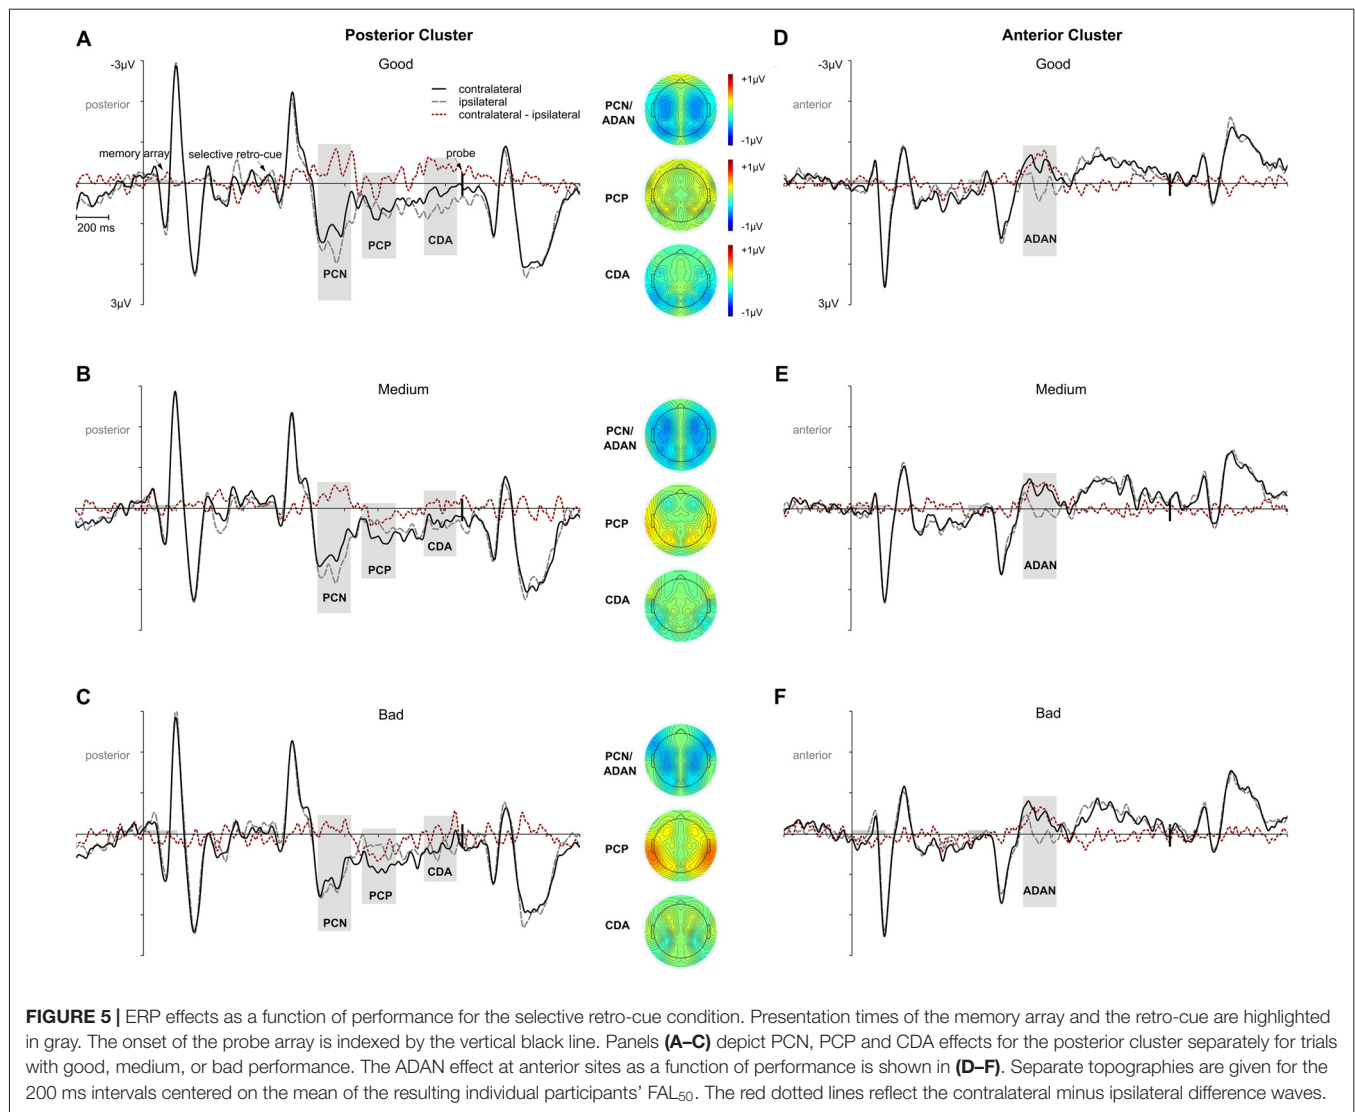 A
Posterior Cluster
Good
-3µV
posterior
contralateral
ipsilateral
contralateral - ipsilateral
memory array
selective retro-cue
probe
200 ms
PCN
PCP
CDA
3µV
PCN/
ADAN
+1µV
-1µV
PCP
+1µV
-1µV
CDA
+1µV
-1µV
D
Anterior Cluster
Good
-3µV
anterior
ADAN
3µV
B
Medium
posterior
PCN
PCP
CDA
PCN/
ADAN
PCP
CDA
E
Medium
anterior
ADAN
C
Bad
posterior
PCN
PCP
CDA
PCN/
ADAN
PCP
CDA
F
Bad
anterior
ADAN
FIGURE 5 | ERP effects as a function of performance for the selective retro-cue condition. Presentation times of the memory array and the retro-cue are highlighted
in gray. The onset of the probe array is indexed by the vertical black line. Panels (A–C) depict PCN, PCP and CDA effects for the posterior cluster separately for trials
with good, medium, or bad performance. The ADAN effect at anterior sites as a function of performance is shown in (D–F). Separate topographies are given for the
200 ms intervals centered on the mean of the resulting individual participants' FAL50. The red dotted lines reflect the contralateral minus ipsilateral difference waves.